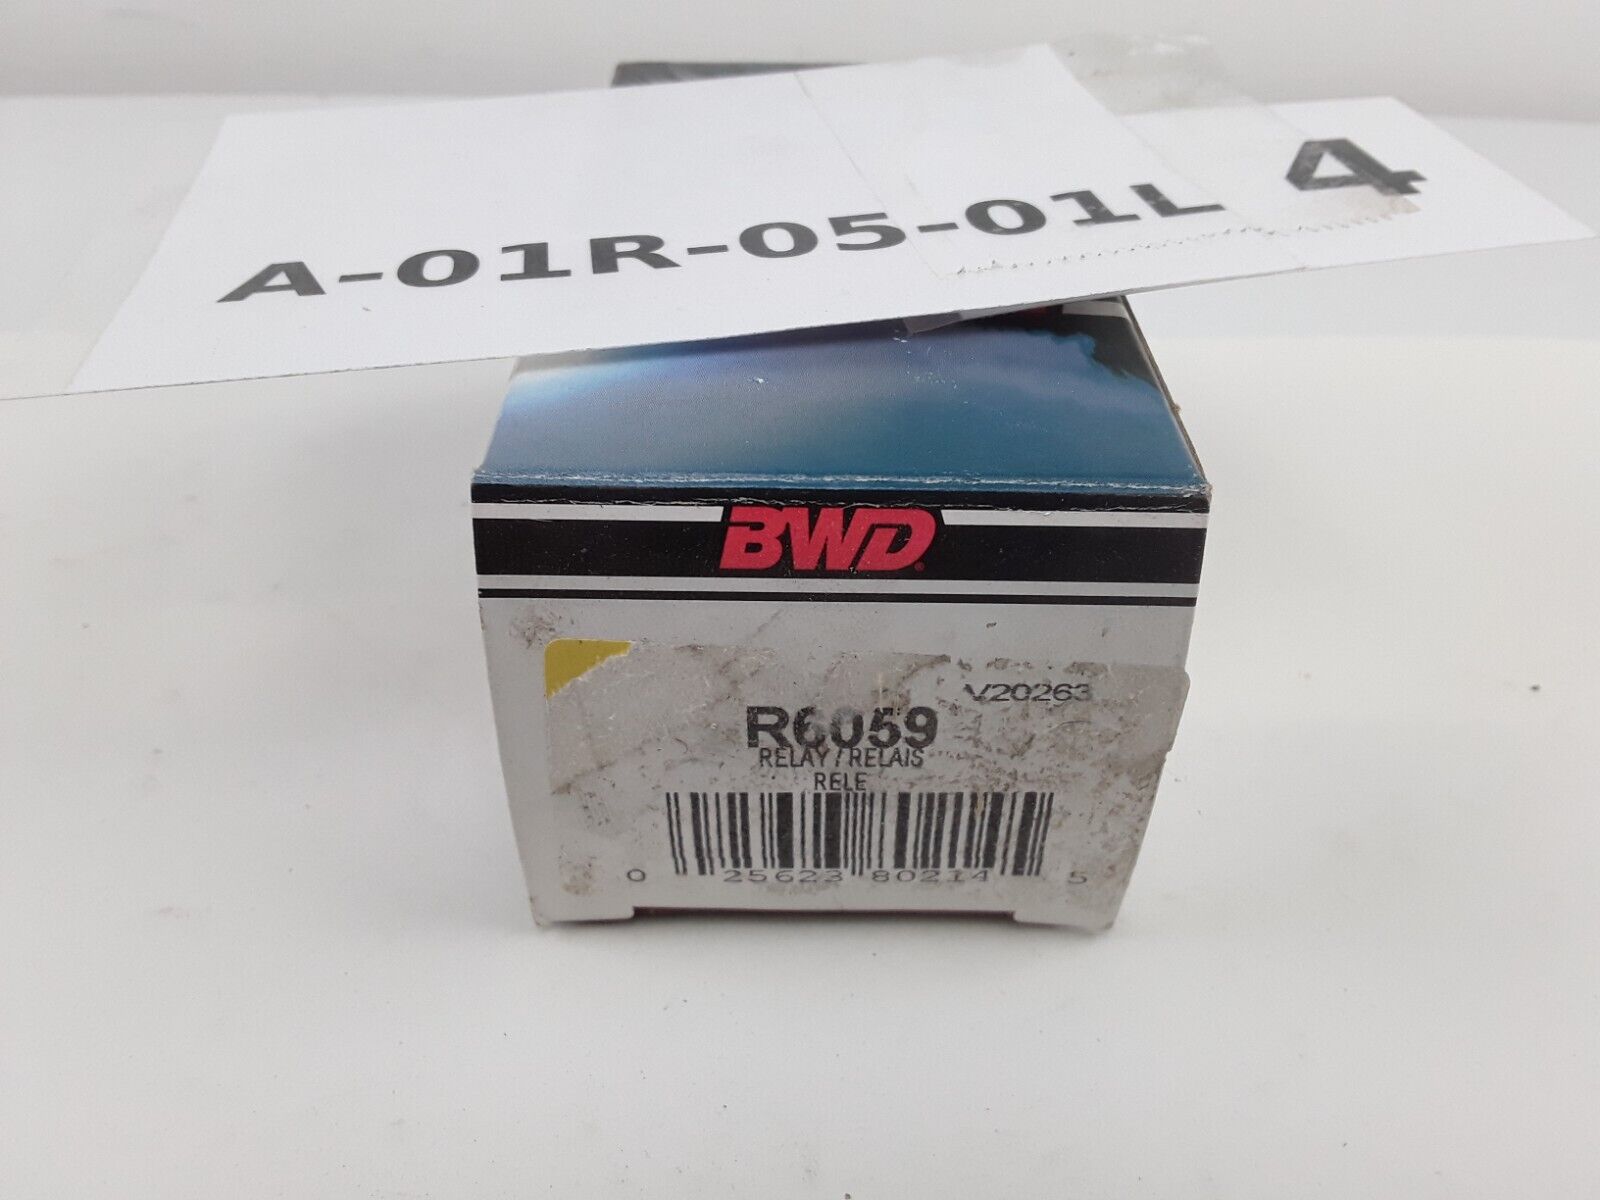 A-01R-05-01L 4
BWD
V20263
R6059
RELAY / RELAIS
RELE
0 25623 80214 5